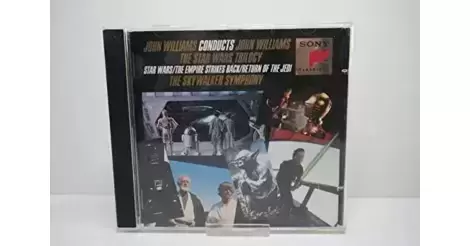 JOHN WILLIAMS CONDUCTS JOHN WILLIAMS
THE STAR WARS TRILOGY
STAR WARS/THE EMPIRE STRIKES BACK/RETURN OF THE JEDI
THE SKYWALKER SYMPHONY
SONY
CLASSICAL